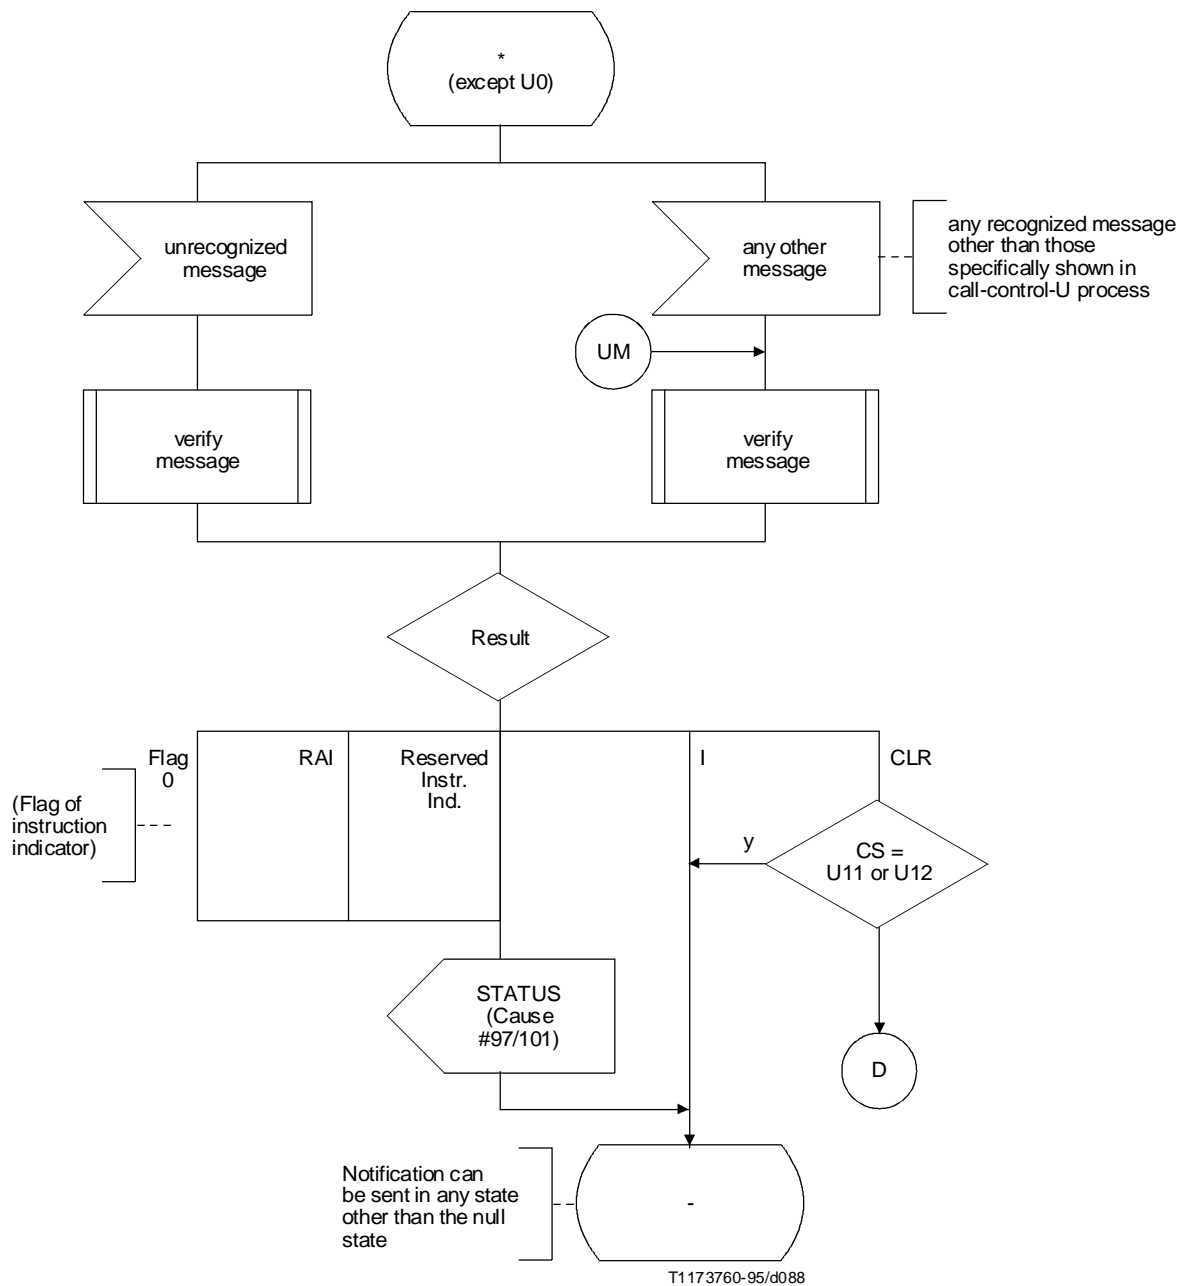 *
(except U0)
unrecognized
message
any other
message
any recognized message
other than those
specifically shown in
call-control-U process
UM
verify
message
verify
message
Result
Flag
0
RAI
Reserved
Instr.
Ind.
I
CLR
(Flag of
instruction
indicator)
y
CS =
U11 or U12
STATUS
(Cause
#97/101)
D
Notification can
be sent in any state
other than the null
state
-
T1173760-95/d088